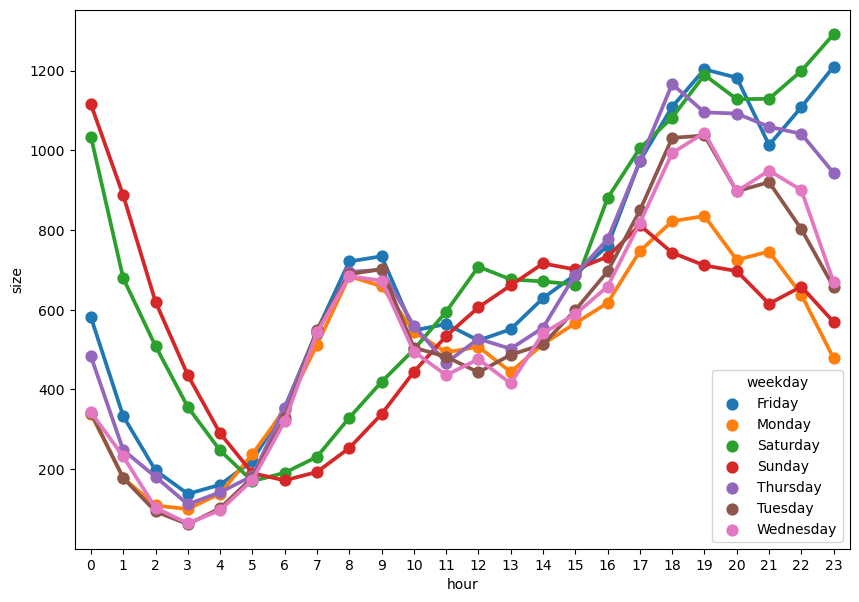 1200
1000
800
600
400
200
size
0 1 2 3 4 5 6 7 8 9 10 11 12 13 14 15 16 17 18 19 20 21 22 23
hour
weekday
Friday
Monday
Saturday
Sunday
Thursday
Tuesday
Wednesday